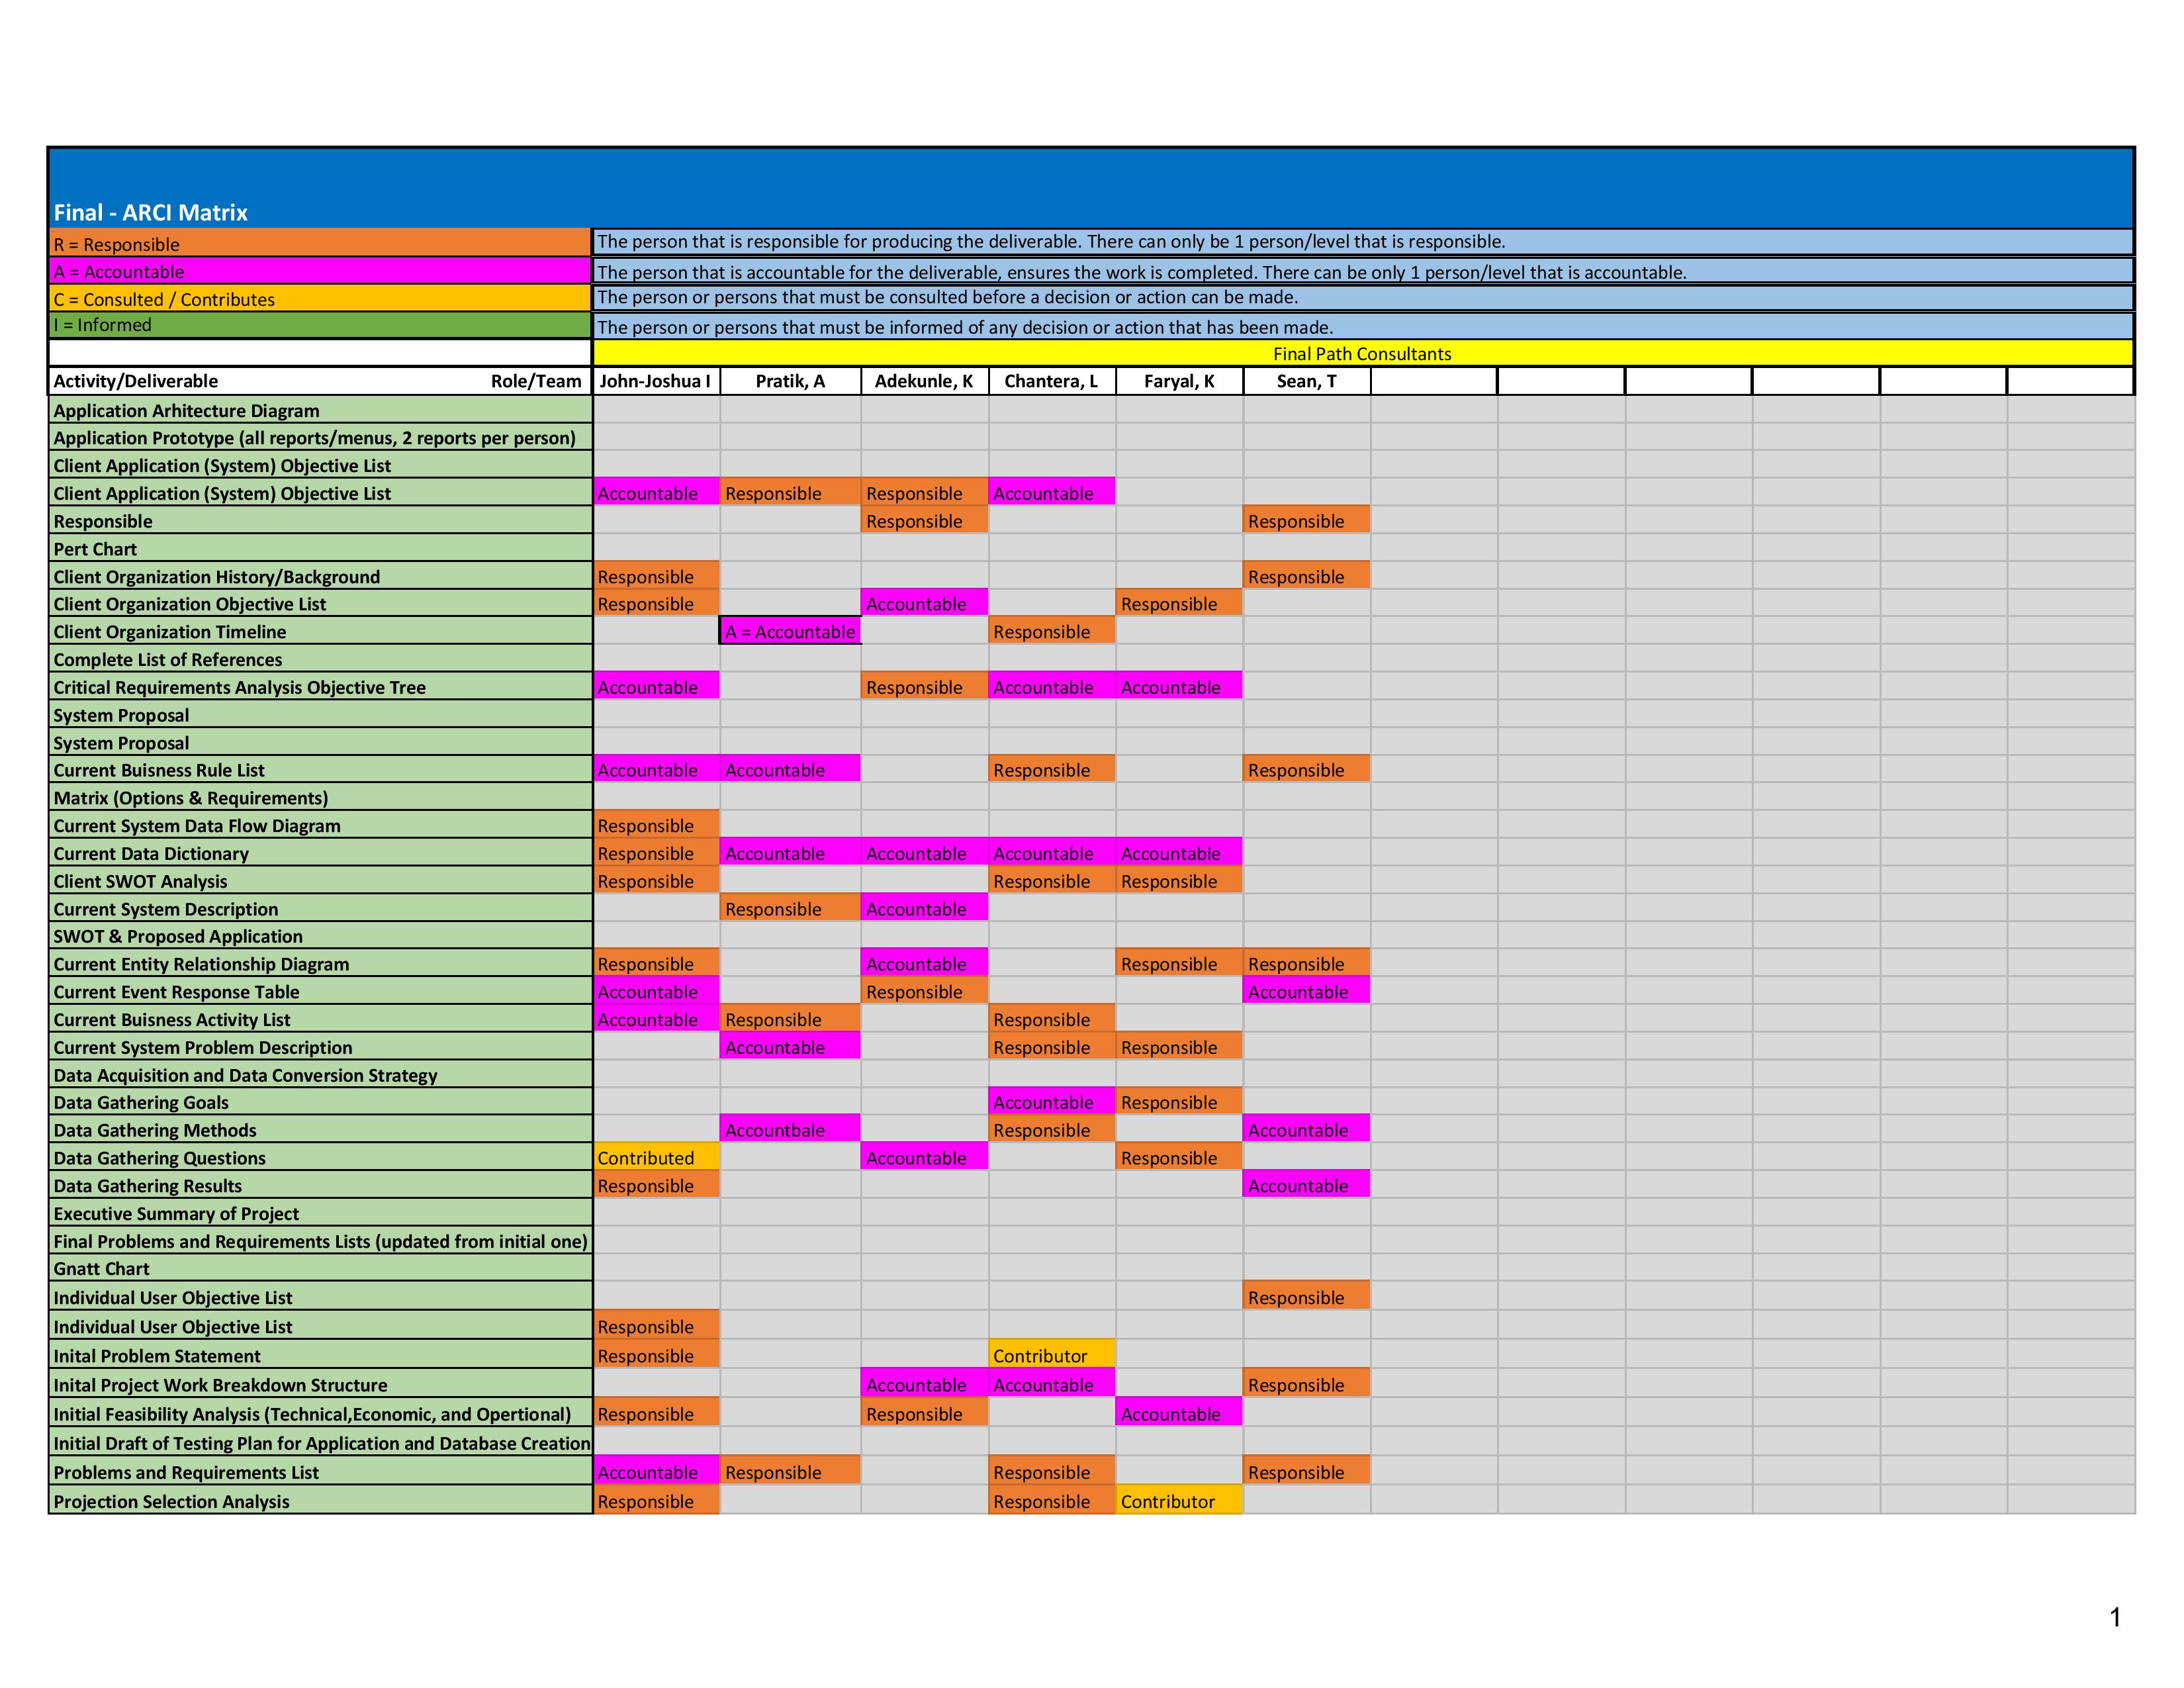 Final - ARCI Matrix
R = Responsible The person that is responsible for producing the deliverable. There can only be 1 person/level that is responsible.
A = Accountable The person that is accountable for the deliverable, ensures the work is completed. There can be only 1 person/level that is accountable.
C = Consulted / Contributes The person or persons that must be consulted before a decision or action can be made.
I = Informed The person or persons that must be informed of any decision or action that has been made.
Final Path Consultants
Activity/Deliverable Role/Team John-Joshua I Pratik, A Adekunle, K Chantera, L Faryal, K Sean, T
Application Arhitecture Diagram
Application Prototype (all reports/menus, 2 reports per person)
Client Application (System) Objective List
Client Application (System) Objective List Accountable Responsible Responsible Accountable
Responsible Responsible Responsible
Pert Chart
Client Organization History/Background Responsible Responsible
Client Organization Objective List Responsible Accountable Responsible
Client Organization Timeline A = Accountable Responsible
Complete List of References
Critical Requirements Analysis Objective Tree Accountable Responsible Accountable Accountable
System Proposal
System Proposal
Current Buisness Rule List Accountable Accountable Responsible Responsible
Matrix (Options & Requirements)
Current System Data Flow Diagram Responsible
Current Data Dictionary Responsible Accountable Accountable Accountable Accountable
Client SWOT Analysis Responsible Responsible Responsible
Current System Description Responsible Accountable
SWOT & Proposed Application
Current Entity Relationship Diagram Responsible Accountable Responsible Responsible
Current Event Response Table Accountable Responsible Accountable
Current Buisness Activity List Accountable Responsible Responsible
Current System Problem Description Accountable Responsible Responsible
Data Acquisition and Data Conversion Strategy
Data Gathering Goals Accountable Responsible
Data Gathering Methods Accountbale Responsible Accountable
Data Gathering Questions Contributed Accountable Responsible
Data Gathering Results Responsible Accountable
Executive Summary of Project
Final Problems and Requirements Lists (updated from initial one)
Gnatt Chart
Individual User Objective List Responsible
Individual User Objective List Responsible
Inital Problem Statement Responsible Contributor
Inital Project Work Breakdown Structure Accountable Accountable Responsible
Initial Feasibility Analysis (Technical,Economic, and Opertional) Responsible Responsible Accountable
Initial Draft of Testing Plan for Application and Database Creation
Problems and Requirements List Accountable Responsible Responsible Responsible
Projection Selection Analysis Responsible Responsible Contributor
1